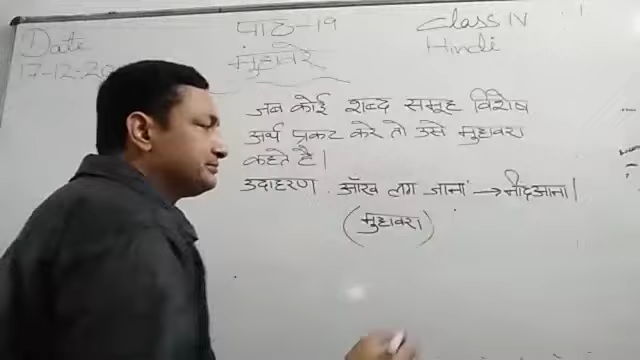 Date
पाठ-19
Class IV
17-12-20
मुहावरे
Hindi
जब कोई शब्द समूह विशेष
अर्थ प्रकट करे तो उसे मुहावरा
कहते है।
उदाहरण. आँख लग जाना → नींद आना।
(मुहावरा)